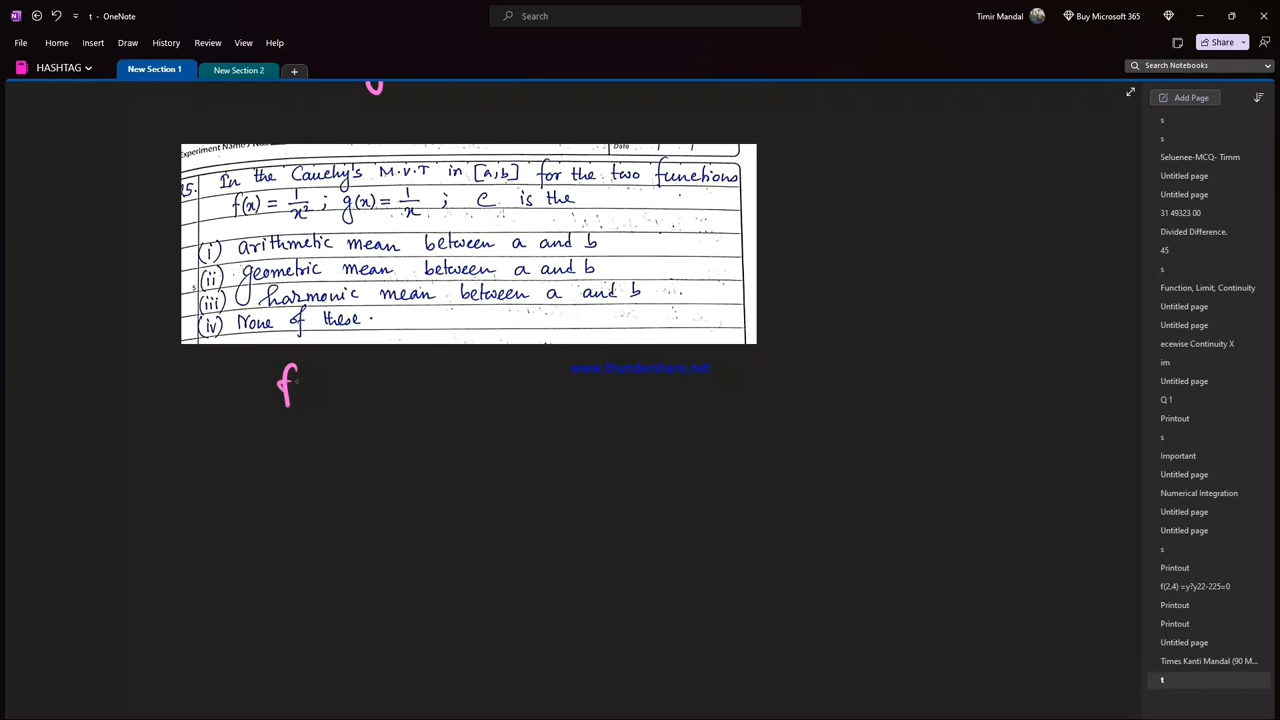 t - OneNote
Search
Timir Mandal
Buy Microsoft 365
File Home Insert Draw History Review View Help
Share
HASHTAG
New Section 1
New Section 2
Search Notebooks
Add Page
Experiment Name / No.
Date
25. In the Cauchy's M.V.T in [a,b] for the two functions
f(x) = 1/x² ; g(x) = 1/x ; C is the
(i) arithmetic mean between a and b
(ii) geometric mean between a and b
(iii) harmonic mean between a and b .
(iv) None of these .
f
www.thundershare.net
s
s
Seluenee-MCQ- Timm
Untitled page
Untitled page
31 49323 00
Divided Difference.
45
s
Function, Limit, Continuity
Untitled page
Untitled page
ecewise Continuity X
im
Untitled page
Q 1
Printout
s
Important
Untitled page
Numerical Integration
Untitled page
Untitled page
s
Printout
f(2.4) =y?y22-225=0
Printout
Printout
Untitled page
Times Kanti Mandal (90 M...
t